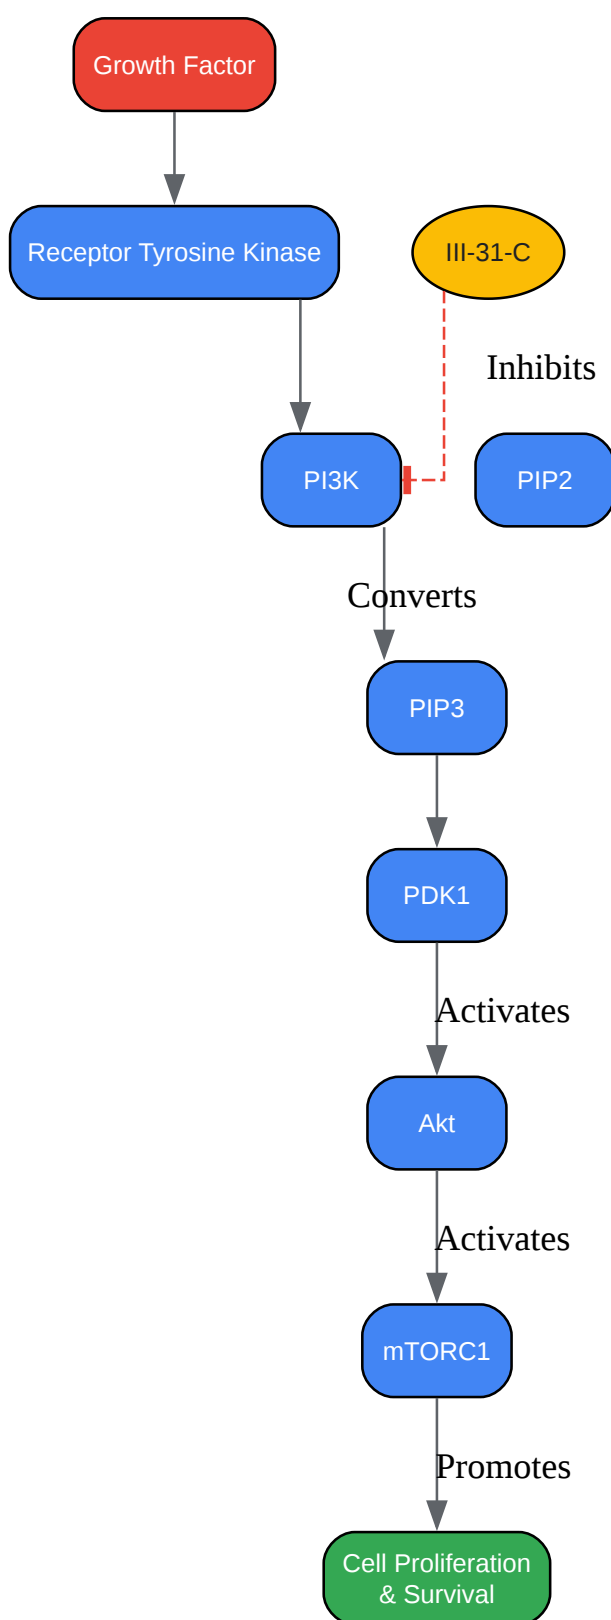 Growth Factor
Receptor Tyrosine Kinase
III-31-C
Inhibits
PI3K
PIP2
Converts
PIP3
PDK1
Activates
Akt
Activates
mTORC1
Promotes
Cell Proliferation
& Survival